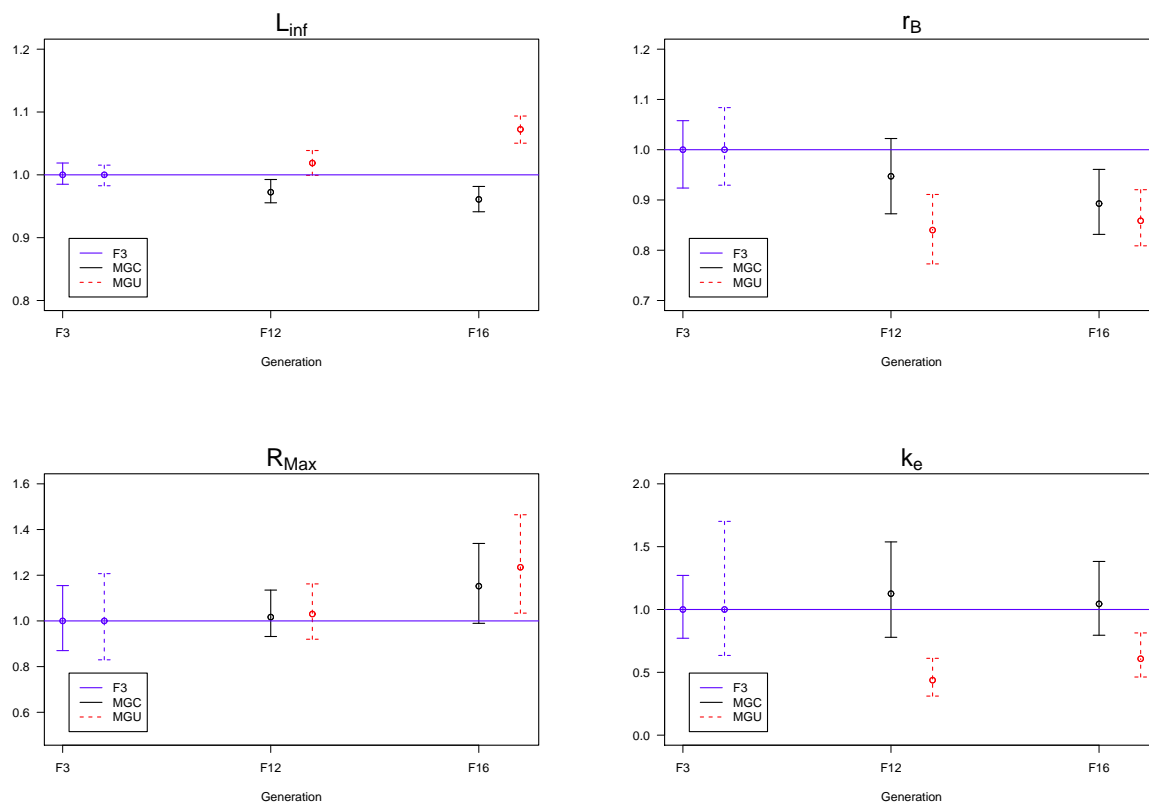 L_inf
1.2
1.1
1.0
0.9
0.8
F3
MGC
MGU
F3 F12 F16
Generation
r_B
1.2
1.1
1.0
0.9
0.8
0.7
F3
MGC
MGU
F3 F12 F16
Generation
R_Max
1.6
1.4
1.2
1.0
0.8
0.6
F3
MGC
MGU
F3 F12 F16
Generation
k_e
2.0
1.5
1.0
0.5
0.0
F3
MGC
MGU
F3 F12 F16
Generation